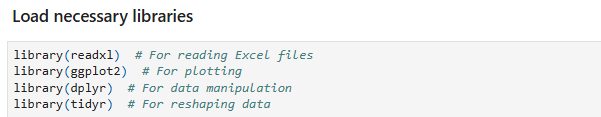 Load necessary libraries
library(readxl)  # For reading Excel files
library(ggplot2)  # For plotting
library(dplyr)  # For data manipulation
library(tidyr)  # For reshaping data